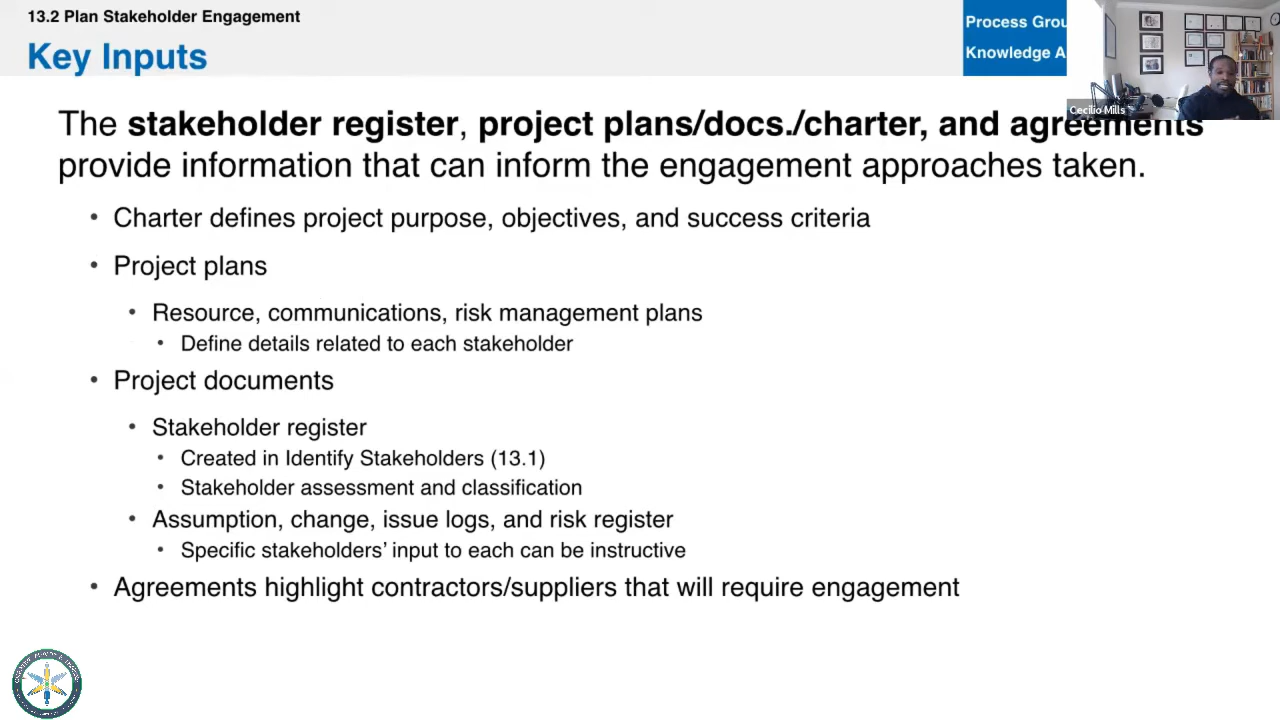 13.2 Plan Stakeholder Engagement
Key Inputs
Process Grou
Knowledge A
Cecilio Mills
The stakeholder register, project plans/docs./charter, and agreements
provide information that can inform the engagement approaches taken.
• Charter defines project purpose, objectives, and success criteria
• Project plans
• Resource, communications, risk management plans
• Define details related to each stakeholder
• Project documents
• Stakeholder register
• Created in Identify Stakeholders (13.1)
• Stakeholder assessment and classification
• Assumption, change, issue logs, and risk register
• Specific stakeholders’ input to each can be instructive
• Agreements highlight contractors/suppliers that will require engagement